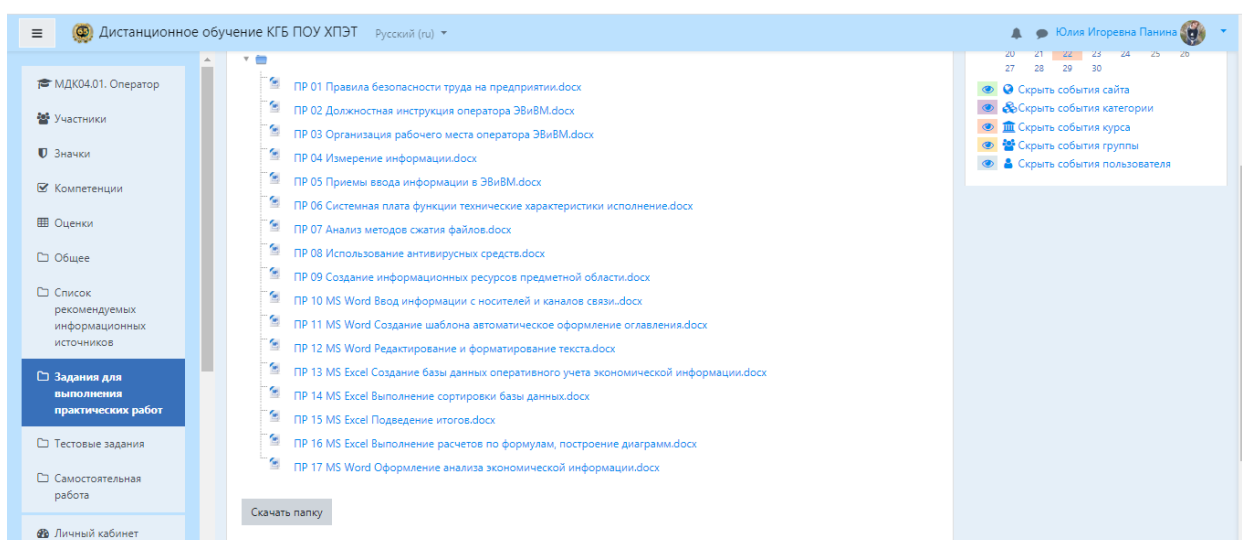 Дистанционное обучение КГБ ПОУ ХПЭТ Русский (ru) Юлия Игоревна Панина
МДК04.01. Оператор
Участники
Значки
Компетенции
Оценки
Общее
Список
рекомендуемых
информационных
источников
Задания для
выполнения
практических работ
Тестовые задания
Самостоятельная
работа
Личный кабинет
ПР 01 Правила безопасности труда на предприятии.docx
ПР 02 Должностная инструкция оператора ЭВиВМ.docx
ПР 03 Организация рабочего места оператора ЭВиВМ.docx
ПР 04 Измерение информации.docx
ПР 05 Приемы ввода информации в ЭВиВМ.docx
ПР 06 Системная плата функции технические характеристики исполнение.docx
ПР 07 Анализ методов сжатия файлов.docx
ПР 08 Использование антивирусных средств.docx
ПР 09 Создание информационных ресурсов предметной области.docx
ПР 10 MS Word Ввод информации с носителей и каналов связи..docx
ПР 11 MS Word Создание шаблона автоматическое оформление оглавления.docx
ПР 12 MS Word Редактирование и форматирование текста.docx
ПР 13 MS Excel Создание базы данных оперативного учета экономической информации.docx
ПР 14 MS Excel Выполнение сортировки базы данных.docx
ПР 15 MS Excel Подведение итогов.docx
ПР 16 MS Excel Выполнение расчетов по формулам, построение диаграмм.docx
ПР 17 MS Word Оформление анализа экономической информации.docx
Скачать папку
20 21 22 23 24 25 26
27 28 29 30
Скрыть события сайта
Скрыть события категории
Скрыть события курса
Скрыть события группы
Скрыть события пользователя